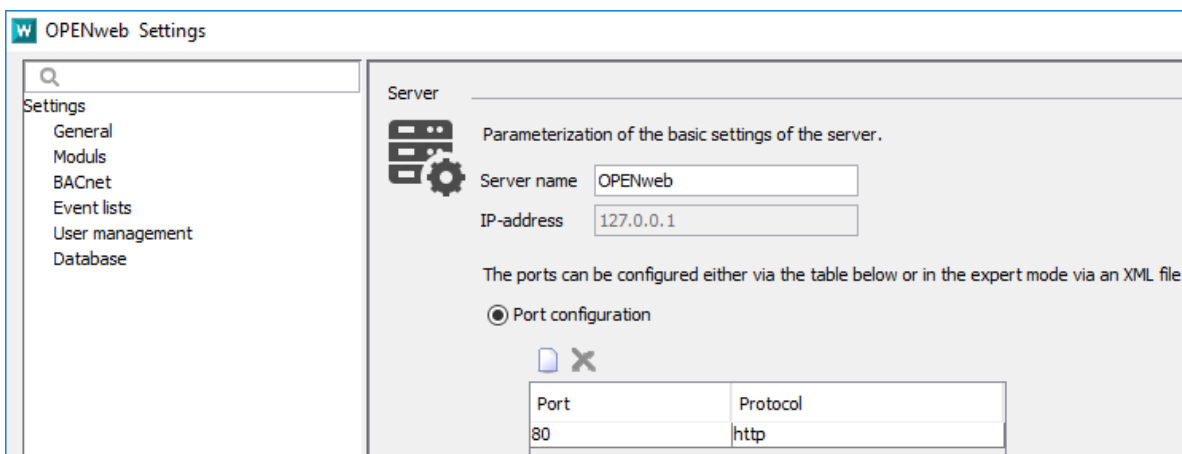 OPENweb Settings
Settings
General
Moduls
BACnet
Event lists
User management
Database
Server
Parameterization of the basic settings of the server.
Server name OPENweb
IP-address 127.0.0.1
The ports can be configured either via the table below or in the expert mode via an XML file
Port configuration
Port Protocol
80 http